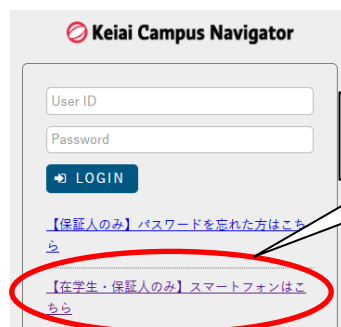 Keiai Campus Navigator
User ID
Password
LOGIN
【保証人のみ】パスワードを忘れた方はこち
ら
【在学生・保証人のみ】スマートフォンはこ
ちら